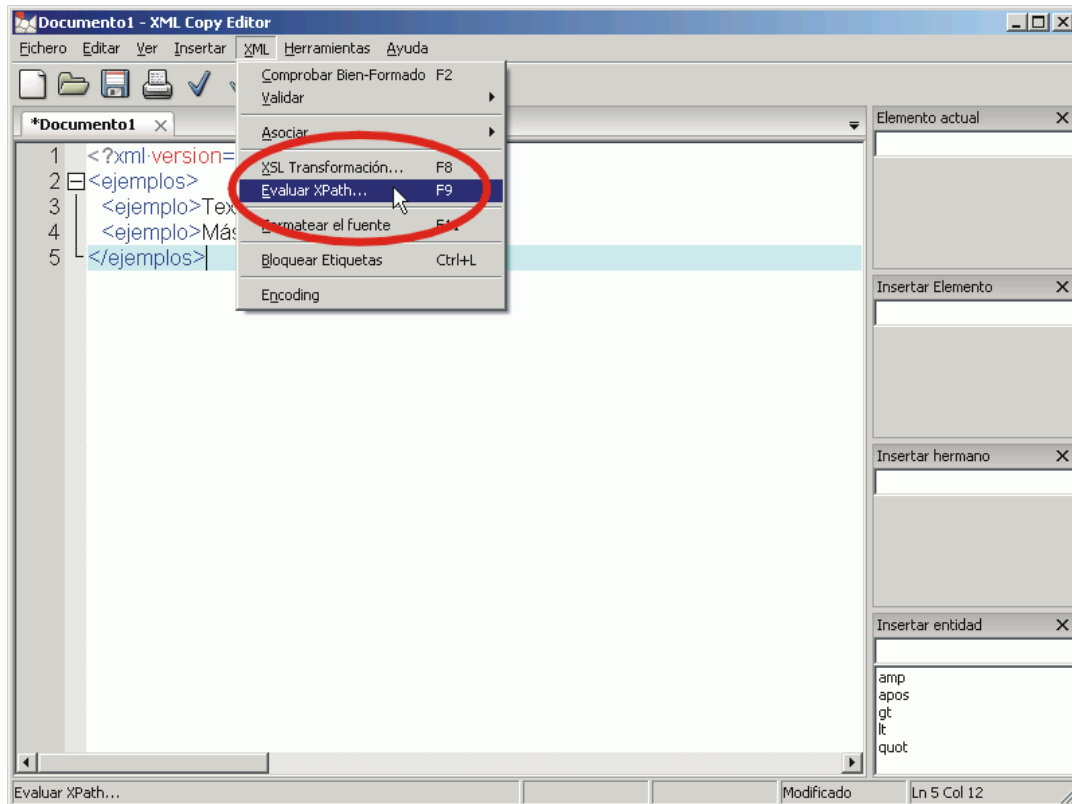 Documento1 - XML Copy Editor
Fichero Editar Ver Insertar XML Herramientas Ayuda
*Documento1
1 <?xml·version=
2 <ejemplos>
3 <ejemplo>Tex
4 <ejemplo>Más
5 </ejemplos>
Comprobar Bien-Formado F2
Validar
Asociar
XSL Transformación... F8
Evaluar XPath... F9
Formatear el fuente
Bloquear Etiquetas Ctrl+L
Encoding
Elemento actual
Insertar Elemento
Insertar hermano
Insertar entidad
amp
apos
gt
lt
quot
Evaluar XPath...
Modificado
Ln 5 Col 12